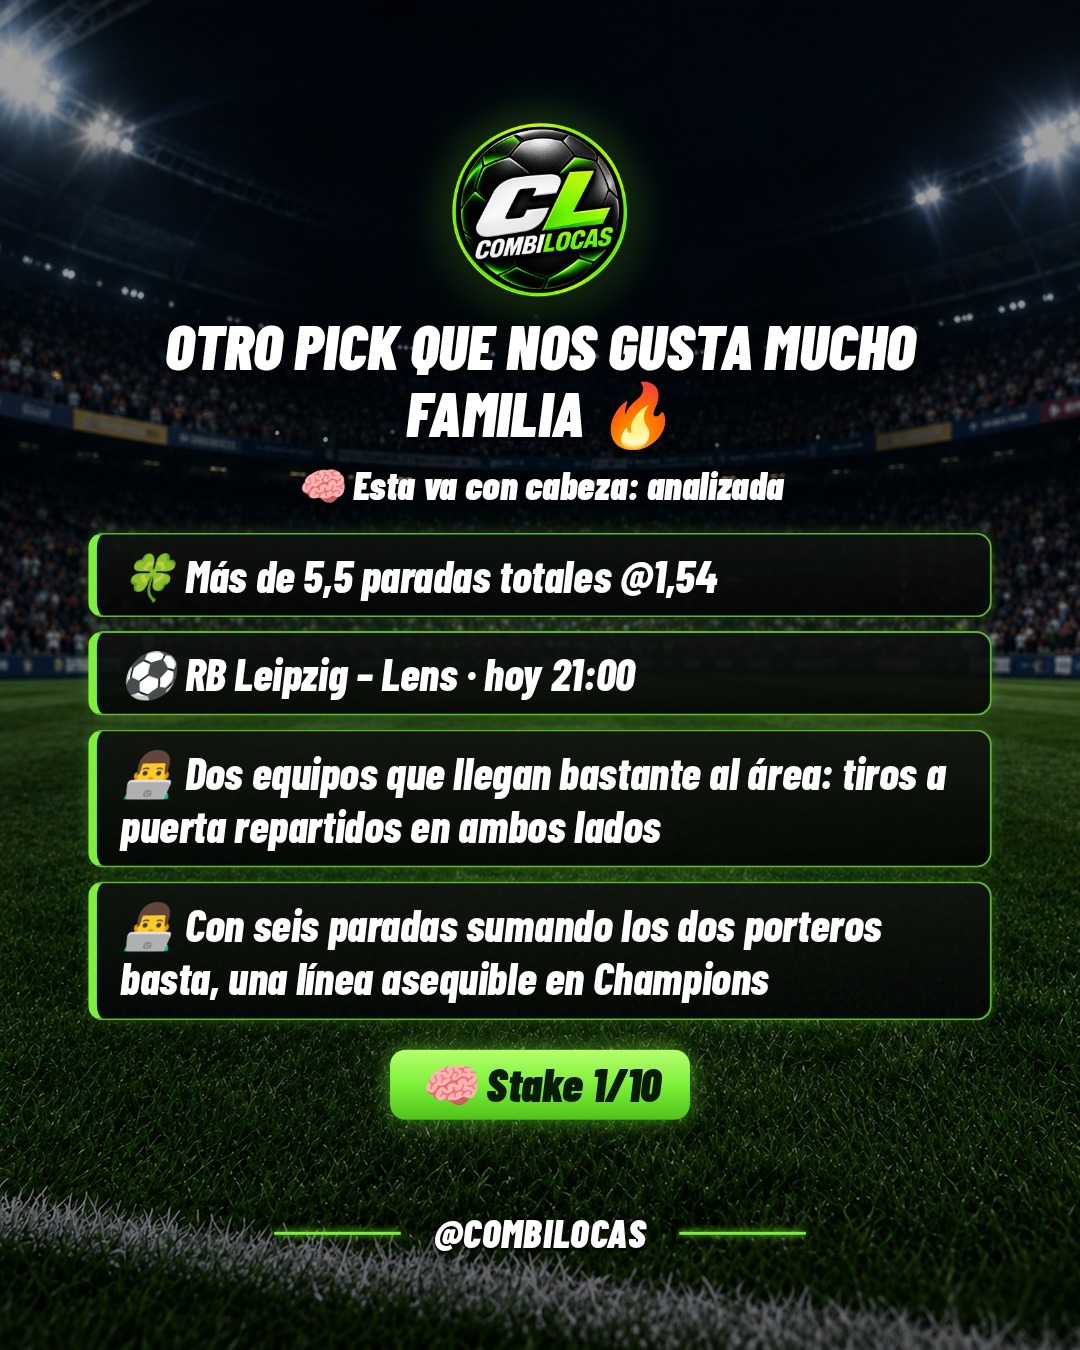 CL
COMBILOCAS
OTRO PICK QUE NOS GUSTA MUCHO
FAMILIA 🔥
🧠 Esta va con cabeza: analizada
🍀 Más de 5,5 paradas totales @1,54
⚽ RB Leipzig - Lens · hoy 21:00
👨‍💻 Dos equipos que llegan bastante al área: tiros a
puerta repartidos en ambos lados
👨‍💻 Con seis paradas sumando los dos porteros
basta, una línea asequible en Champions
🧠 Stake 1/10
@COMBILOCAS